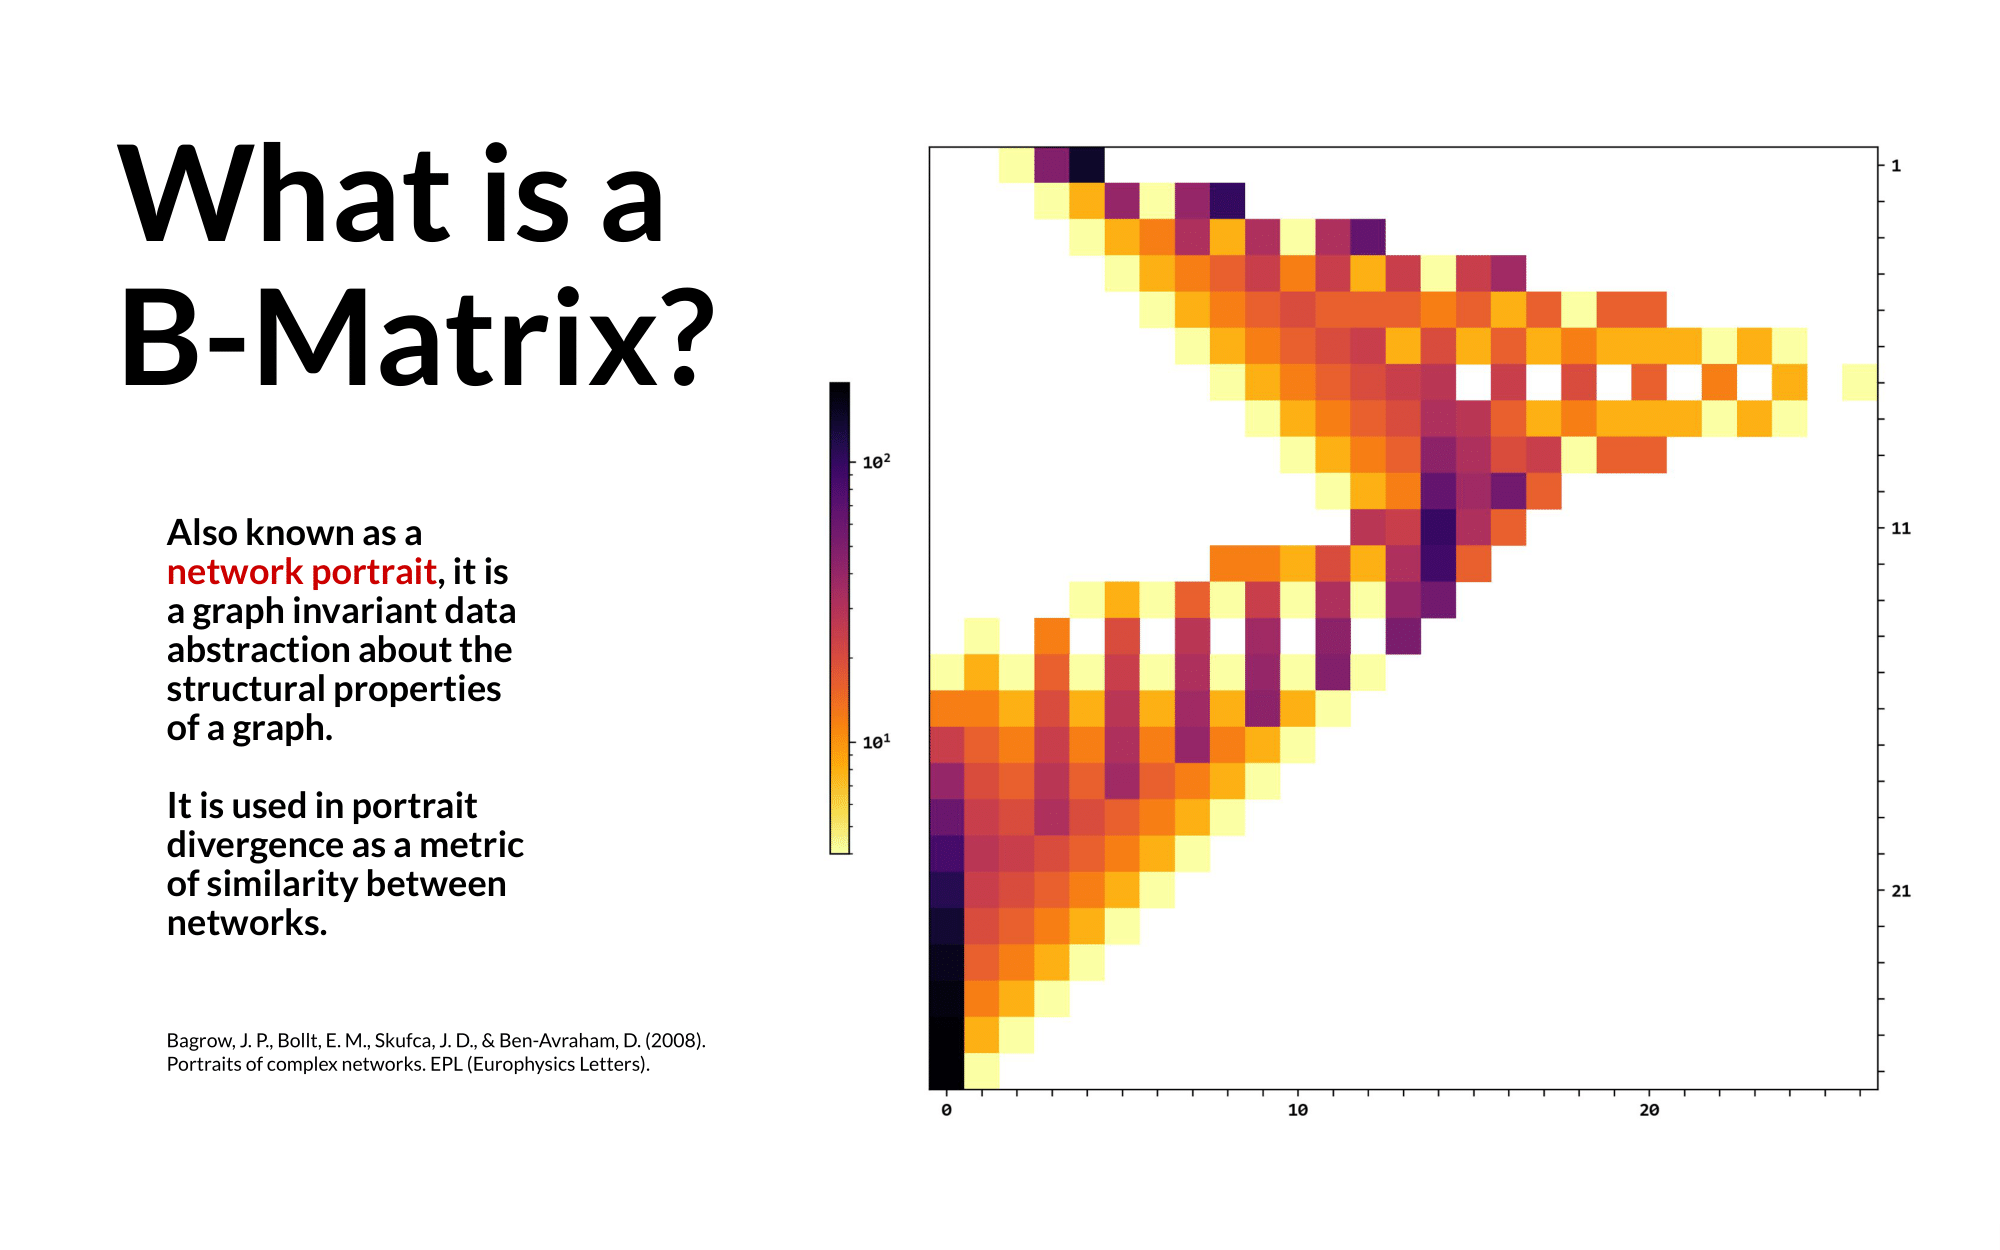 What is a
B-Matrix?
Also known as a
network portrait, it is
a graph invariant data
abstraction about the
structural properties
of a graph.
It is used in portrait
divergence as a metric
of similarity between
networks.
Bagrow, J. P., Bollt, E. M., Skufca, J. D., & Ben-Avraham, D. (2008).
Portraits of complex networks. EPL (Europhysics Letters).
10²
10¹
1
11
21
0 10 20